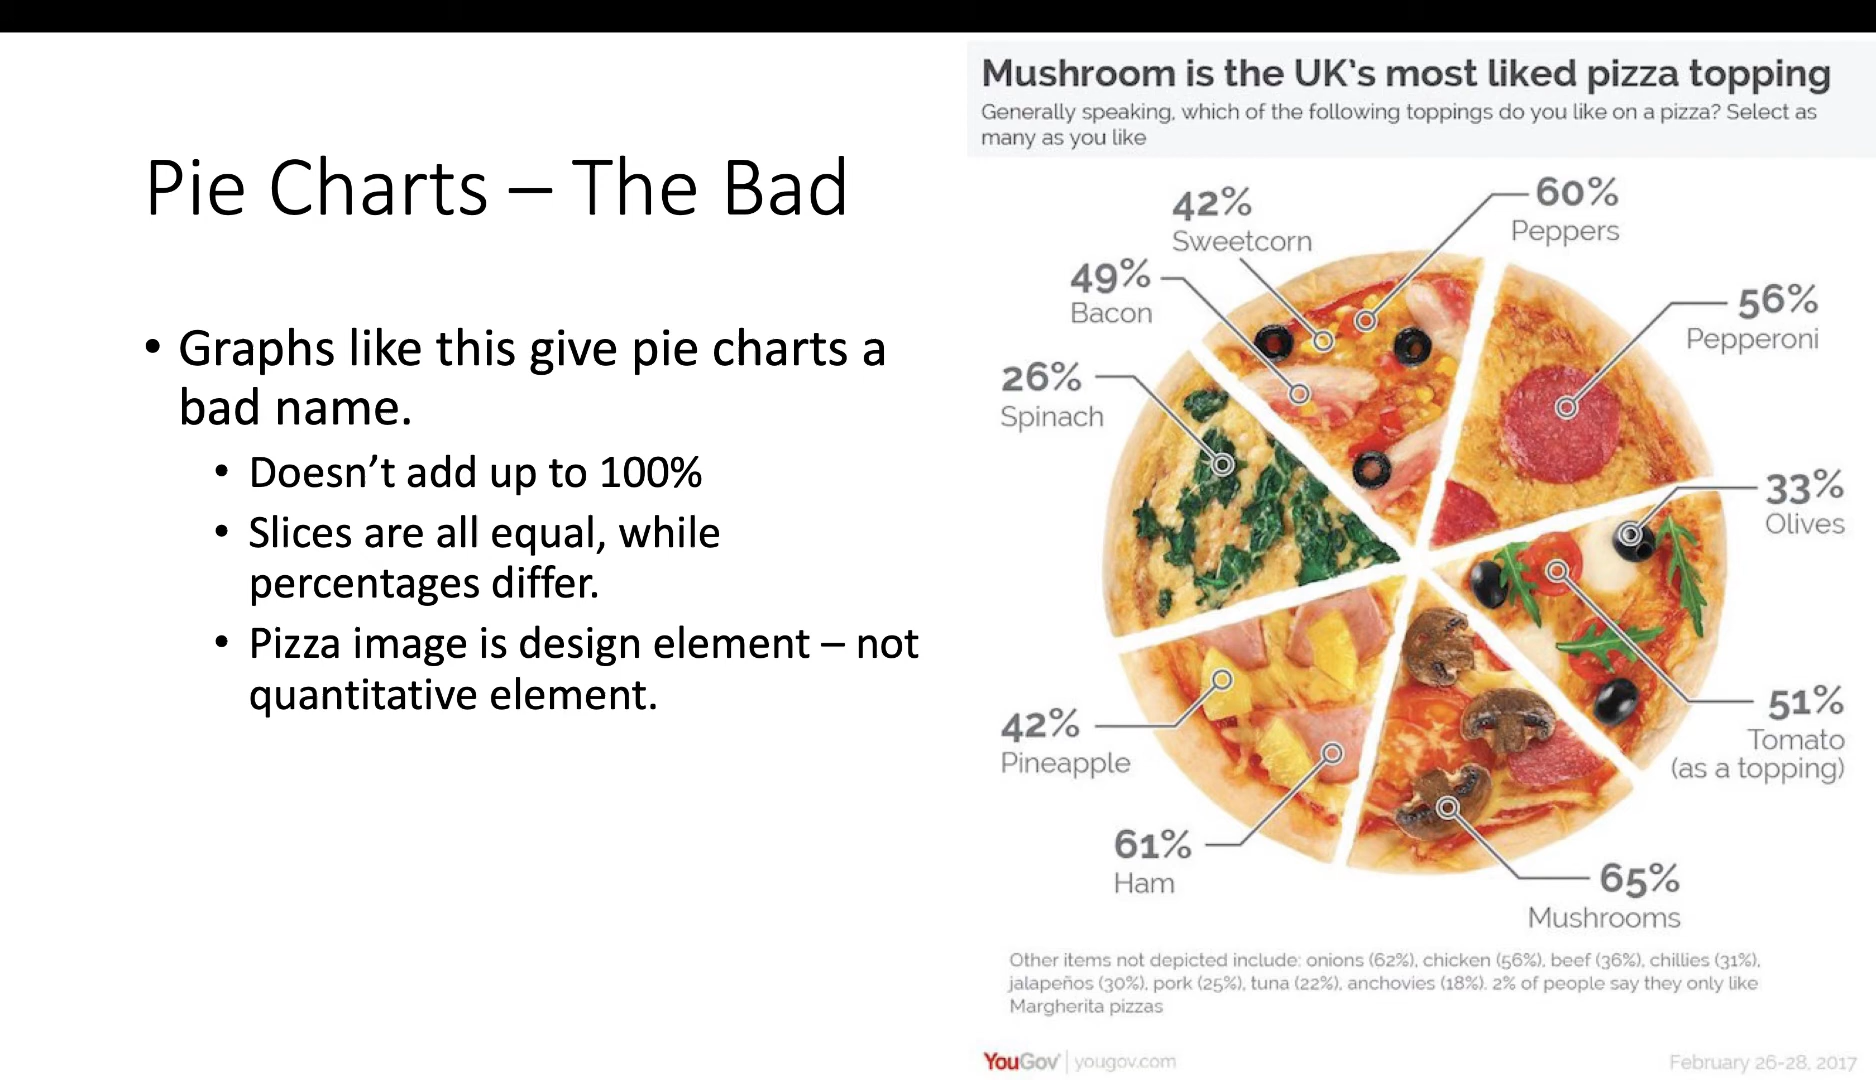 Pie Charts – The Bad
• Graphs like this give pie charts a
bad name.
• Doesn't add up to 100%
• Slices are all equal, while
percentages differ.
• Pizza image is design element – not
quantitative element.
Mushroom is the UK's most liked pizza topping
Generally speaking, which of the following toppings do you like on a pizza? Select as
many as you like
42%
Sweetcorn
60%
Peppers
49%
Bacon
56%
Pepperoni
26%
Spinach
33%
Olives
42%
Pineapple
51%
Tomato
(as a topping)
61%
Ham
65%
Mushrooms
Other items not depicted include: onions (62%), chicken (56%), beef (36%), chillies (31%),
jalapeños (30%), pork (25%), tuna (22%), anchovies (18%). 2% of people say they only like
Margherita pizzas
YouGov | yougov.com
February 26-28, 2017